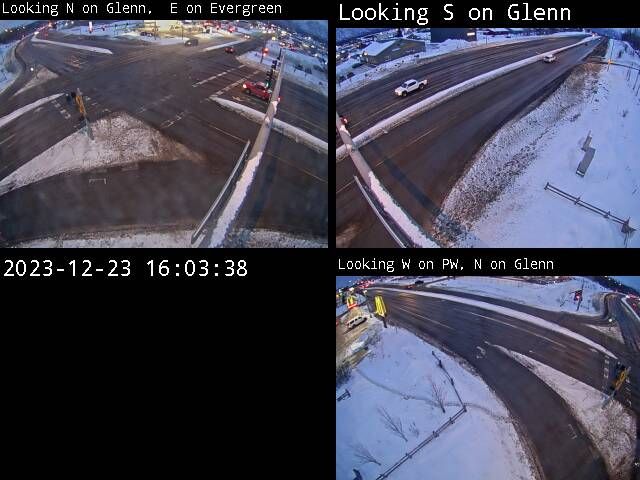 Looking N on Glenn,  E on Evergreen
Looking S on Glenn
2023-12-23 16:03:38
Looking W on PW, N on Glenn